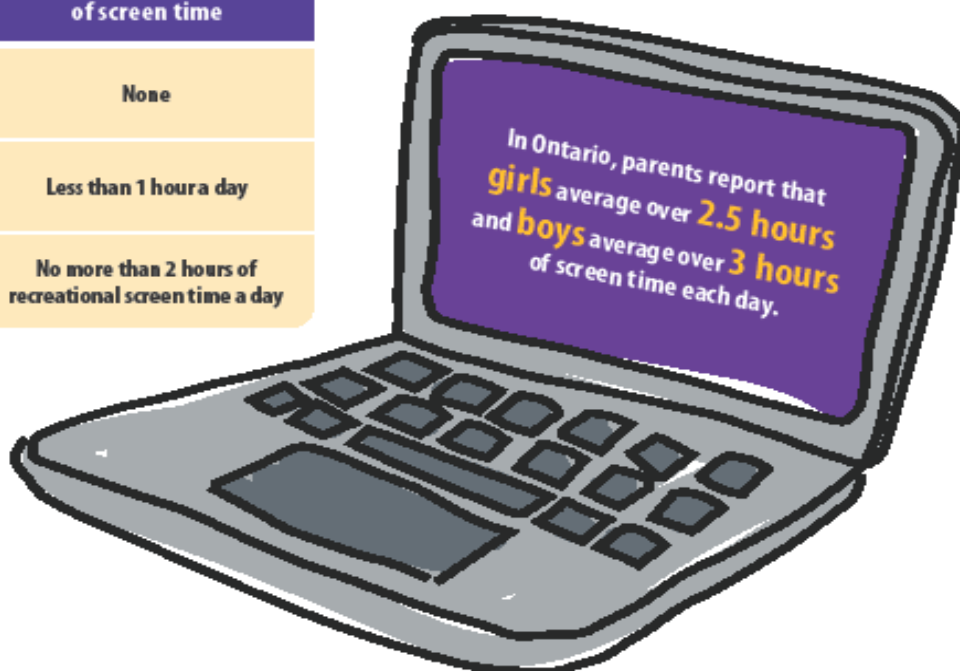 of screen time
None
Less than 1 hour a day
No more than 2 hours of
recreational screen time a day
In Ontario, parents report that
girls average over 2.5 hours
and boys average over 3 hours
of screen time each day.